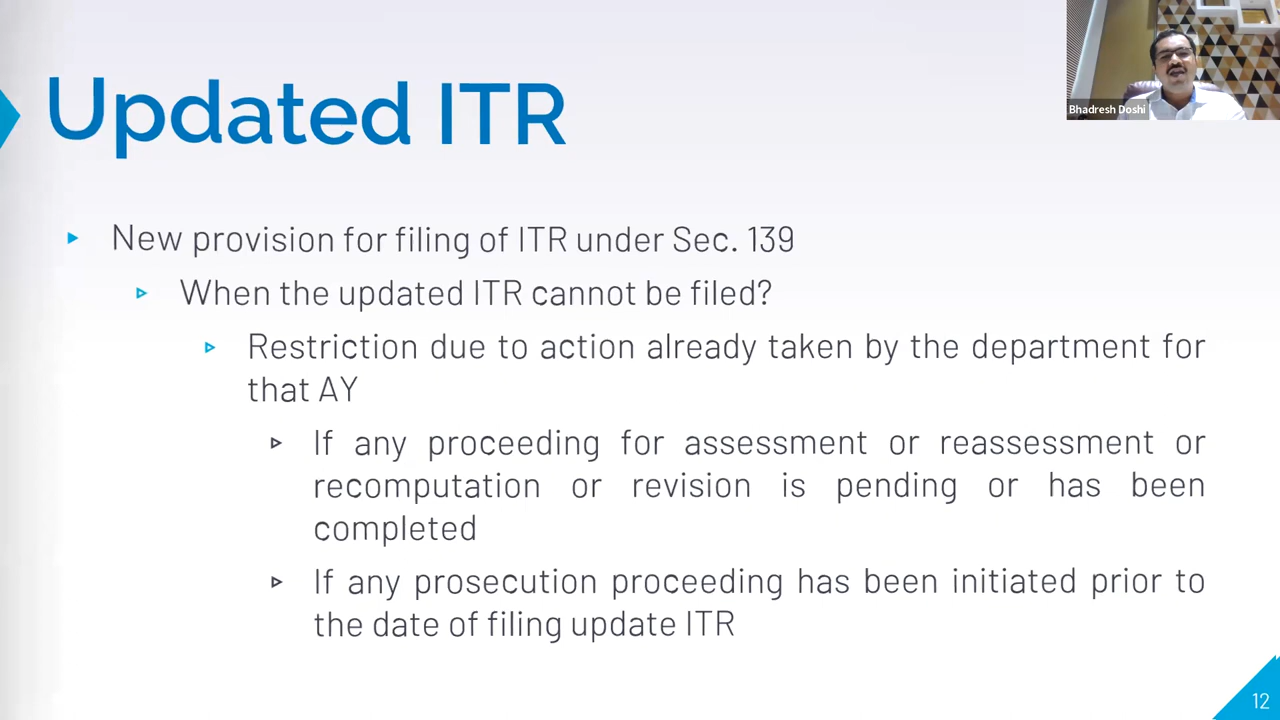 Updated ITR
Bhadresh Doshi
New provision for filing of ITR under Sec. 139
When the updated ITR cannot be filed?
Restriction due to action already taken by the department for
that AY
If any proceeding for assessment or reassessment or
recomputation or revision is pending or has been
completed
If any prosecution proceeding has been initiated prior to
the date of filing update ITR
12